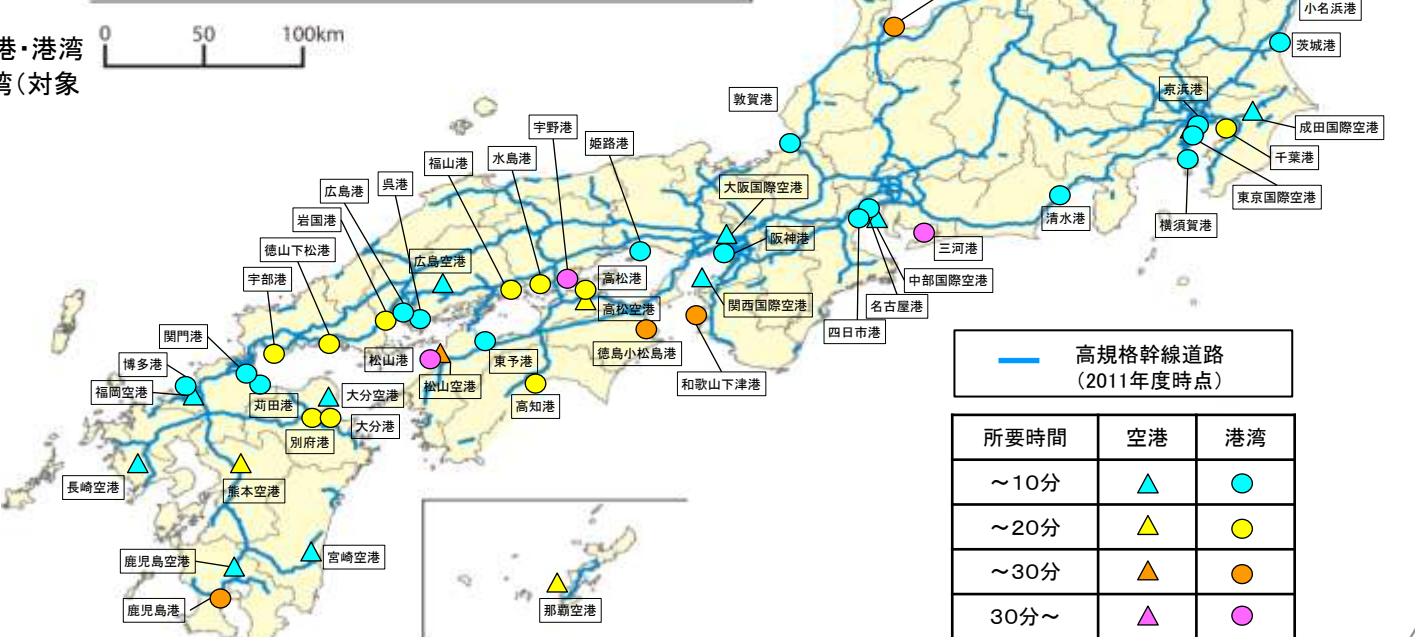 小名浜港
0 50 100km
港・港湾
湾（対象
茨城港
京浜港
敦賀港
成田国際空港
宇野港
千葉港
姫路港
水島港
福山港
大阪国際空港
呉港
広島港
東京国際空港
岩国港
清水港
横須賀港
徳山下松港
阪神港
三河港
広島空港
宇部港
高松港
中部国際空港
関西国際空港
高松空港
名古屋港
四日市港
関門港
松山港
東予港
徳島小松島港
博多港
松山空港
和歌山下津港
福岡空港
大分空港
苅田港
高知港
大分港
別府港
長崎空港
熊本空港
宮崎空港
鹿児島空港
鹿児島港
那覇空港
高規格幹線道路
（2011年度時点）
所要時間 空港 港湾
～10分
～20分
～30分
30分～